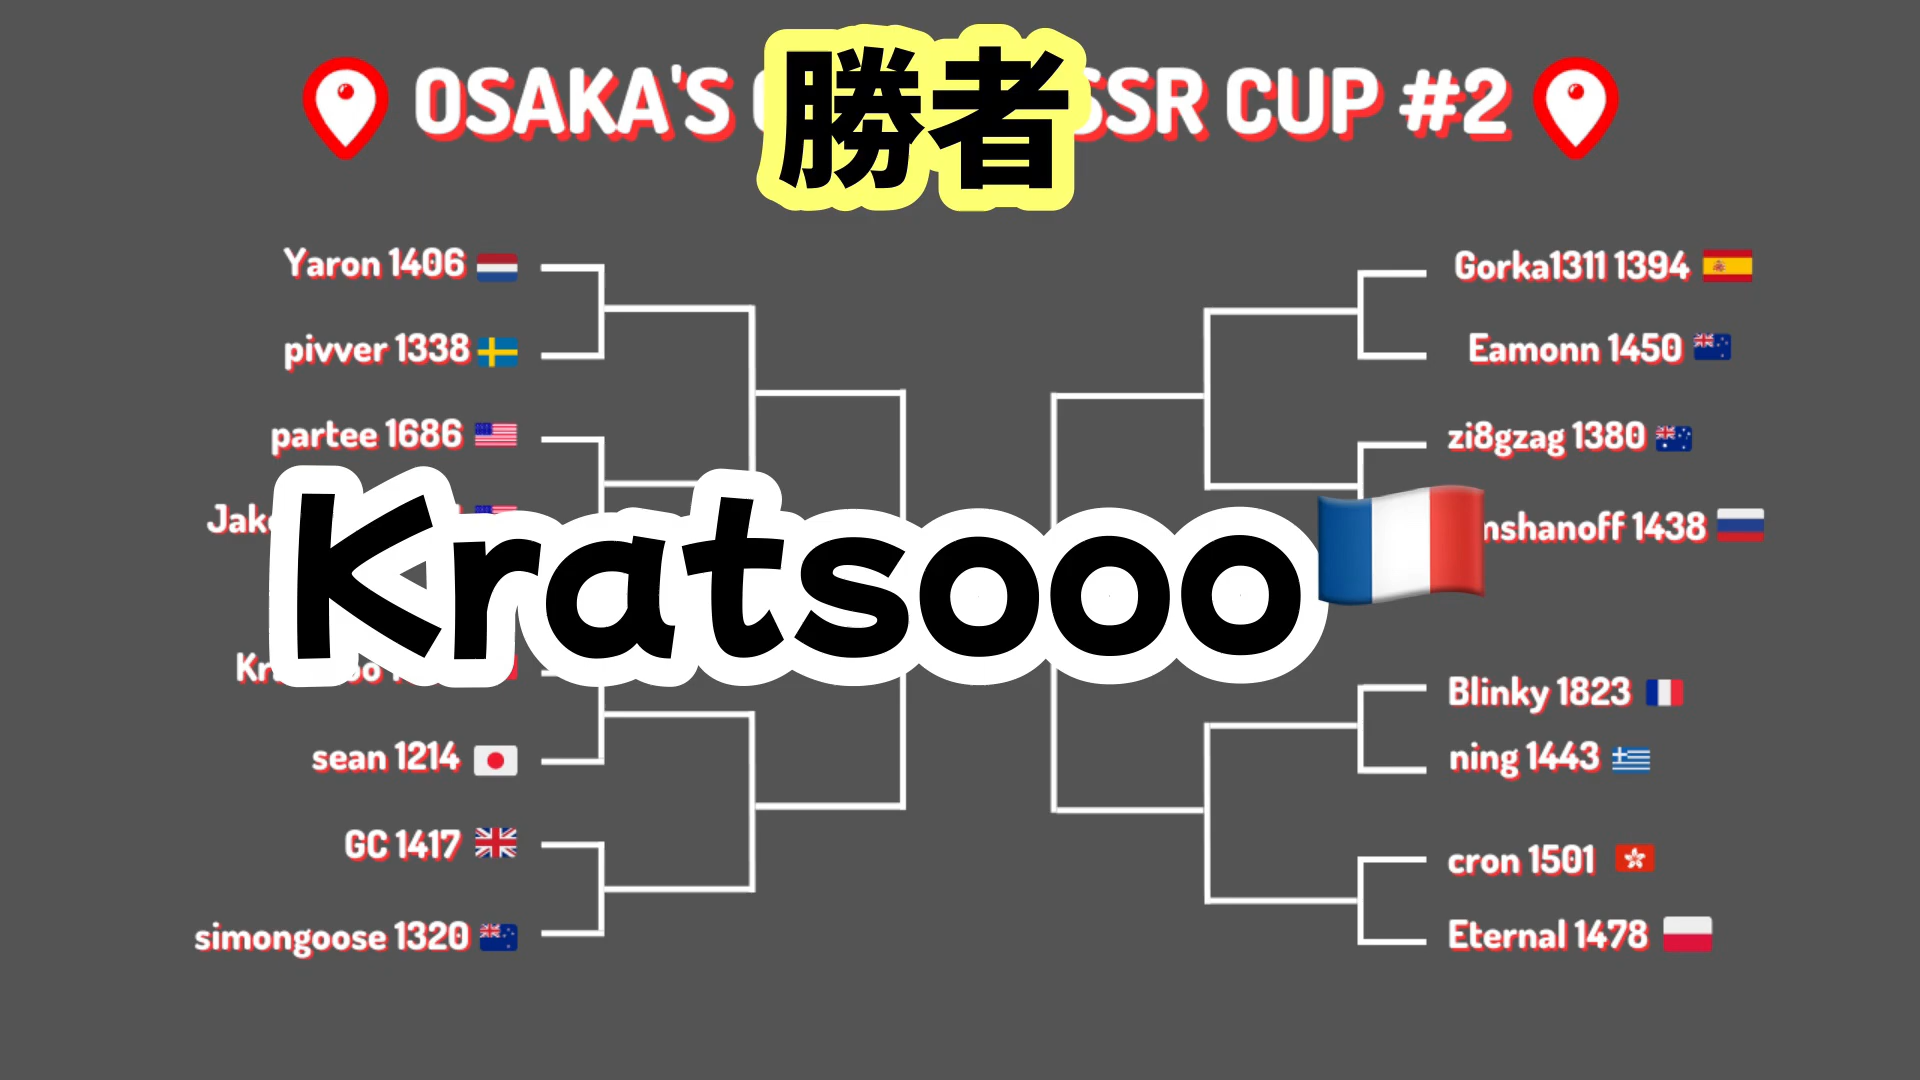 勝者
OSAKA'S SSR CUP #2
Yaron 1406
pivver 1338
partee 1686
Kratsooo
sean 1214
GC 1417
simongoose 1320
Gorka1311 1394
Eamonn 1450
zi8gzag 1380
1438
Blinky 1823
ning 1443
cron 1501
Eternal 1478